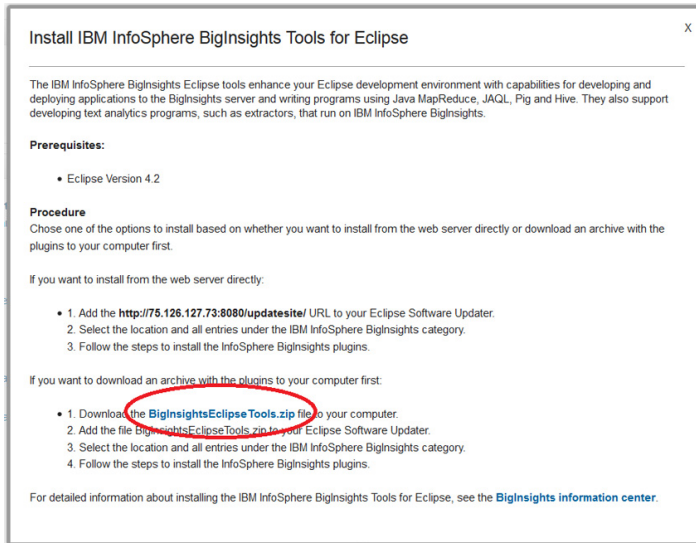 Install IBM InfoSphere BigInsights Tools for Eclipse
X
The IBM InfoSphere BigInsights Eclipse tools enhance your Eclipse development environment with capabilities for developing and
deploying applications to the BigInsights server and writing programs using Java MapReduce, JAQL, Pig and Hive. They also support
developing text analytics programs, such as extractors, that run on IBM InfoSphere BigInsights.
Prerequisites:
• Eclipse Version 4.2
Procedure
Chose one of the options to install based on whether you want to install from the web server directly or download an archive with the
plugins to your computer first.
If you want to install from the web server directly:
• 1. Add the http://75.126.127.73:8080/updatesite/ URL to your Eclipse Software Updater.
2. Select the location and all entries under the IBM InfoSphere BigInsights category.
3. Follow the steps to install the InfoSphere BigInsights plugins.
If you want to download an archive with the plugins to your computer first:
• 1. Download the BigInsightsEclipseTools.zip file to your computer.
2. Add the file BigInsightsEclipseTools.zip to your Eclipse Software Updater.
3. Select the location and all entries under the IBM InfoSphere BigInsights category.
4. Follow the steps to install the InfoSphere BigInsights plugins.
For detailed information about installing the IBM InfoSphere BigInsights Tools for Eclipse, see the BigInsights information center.